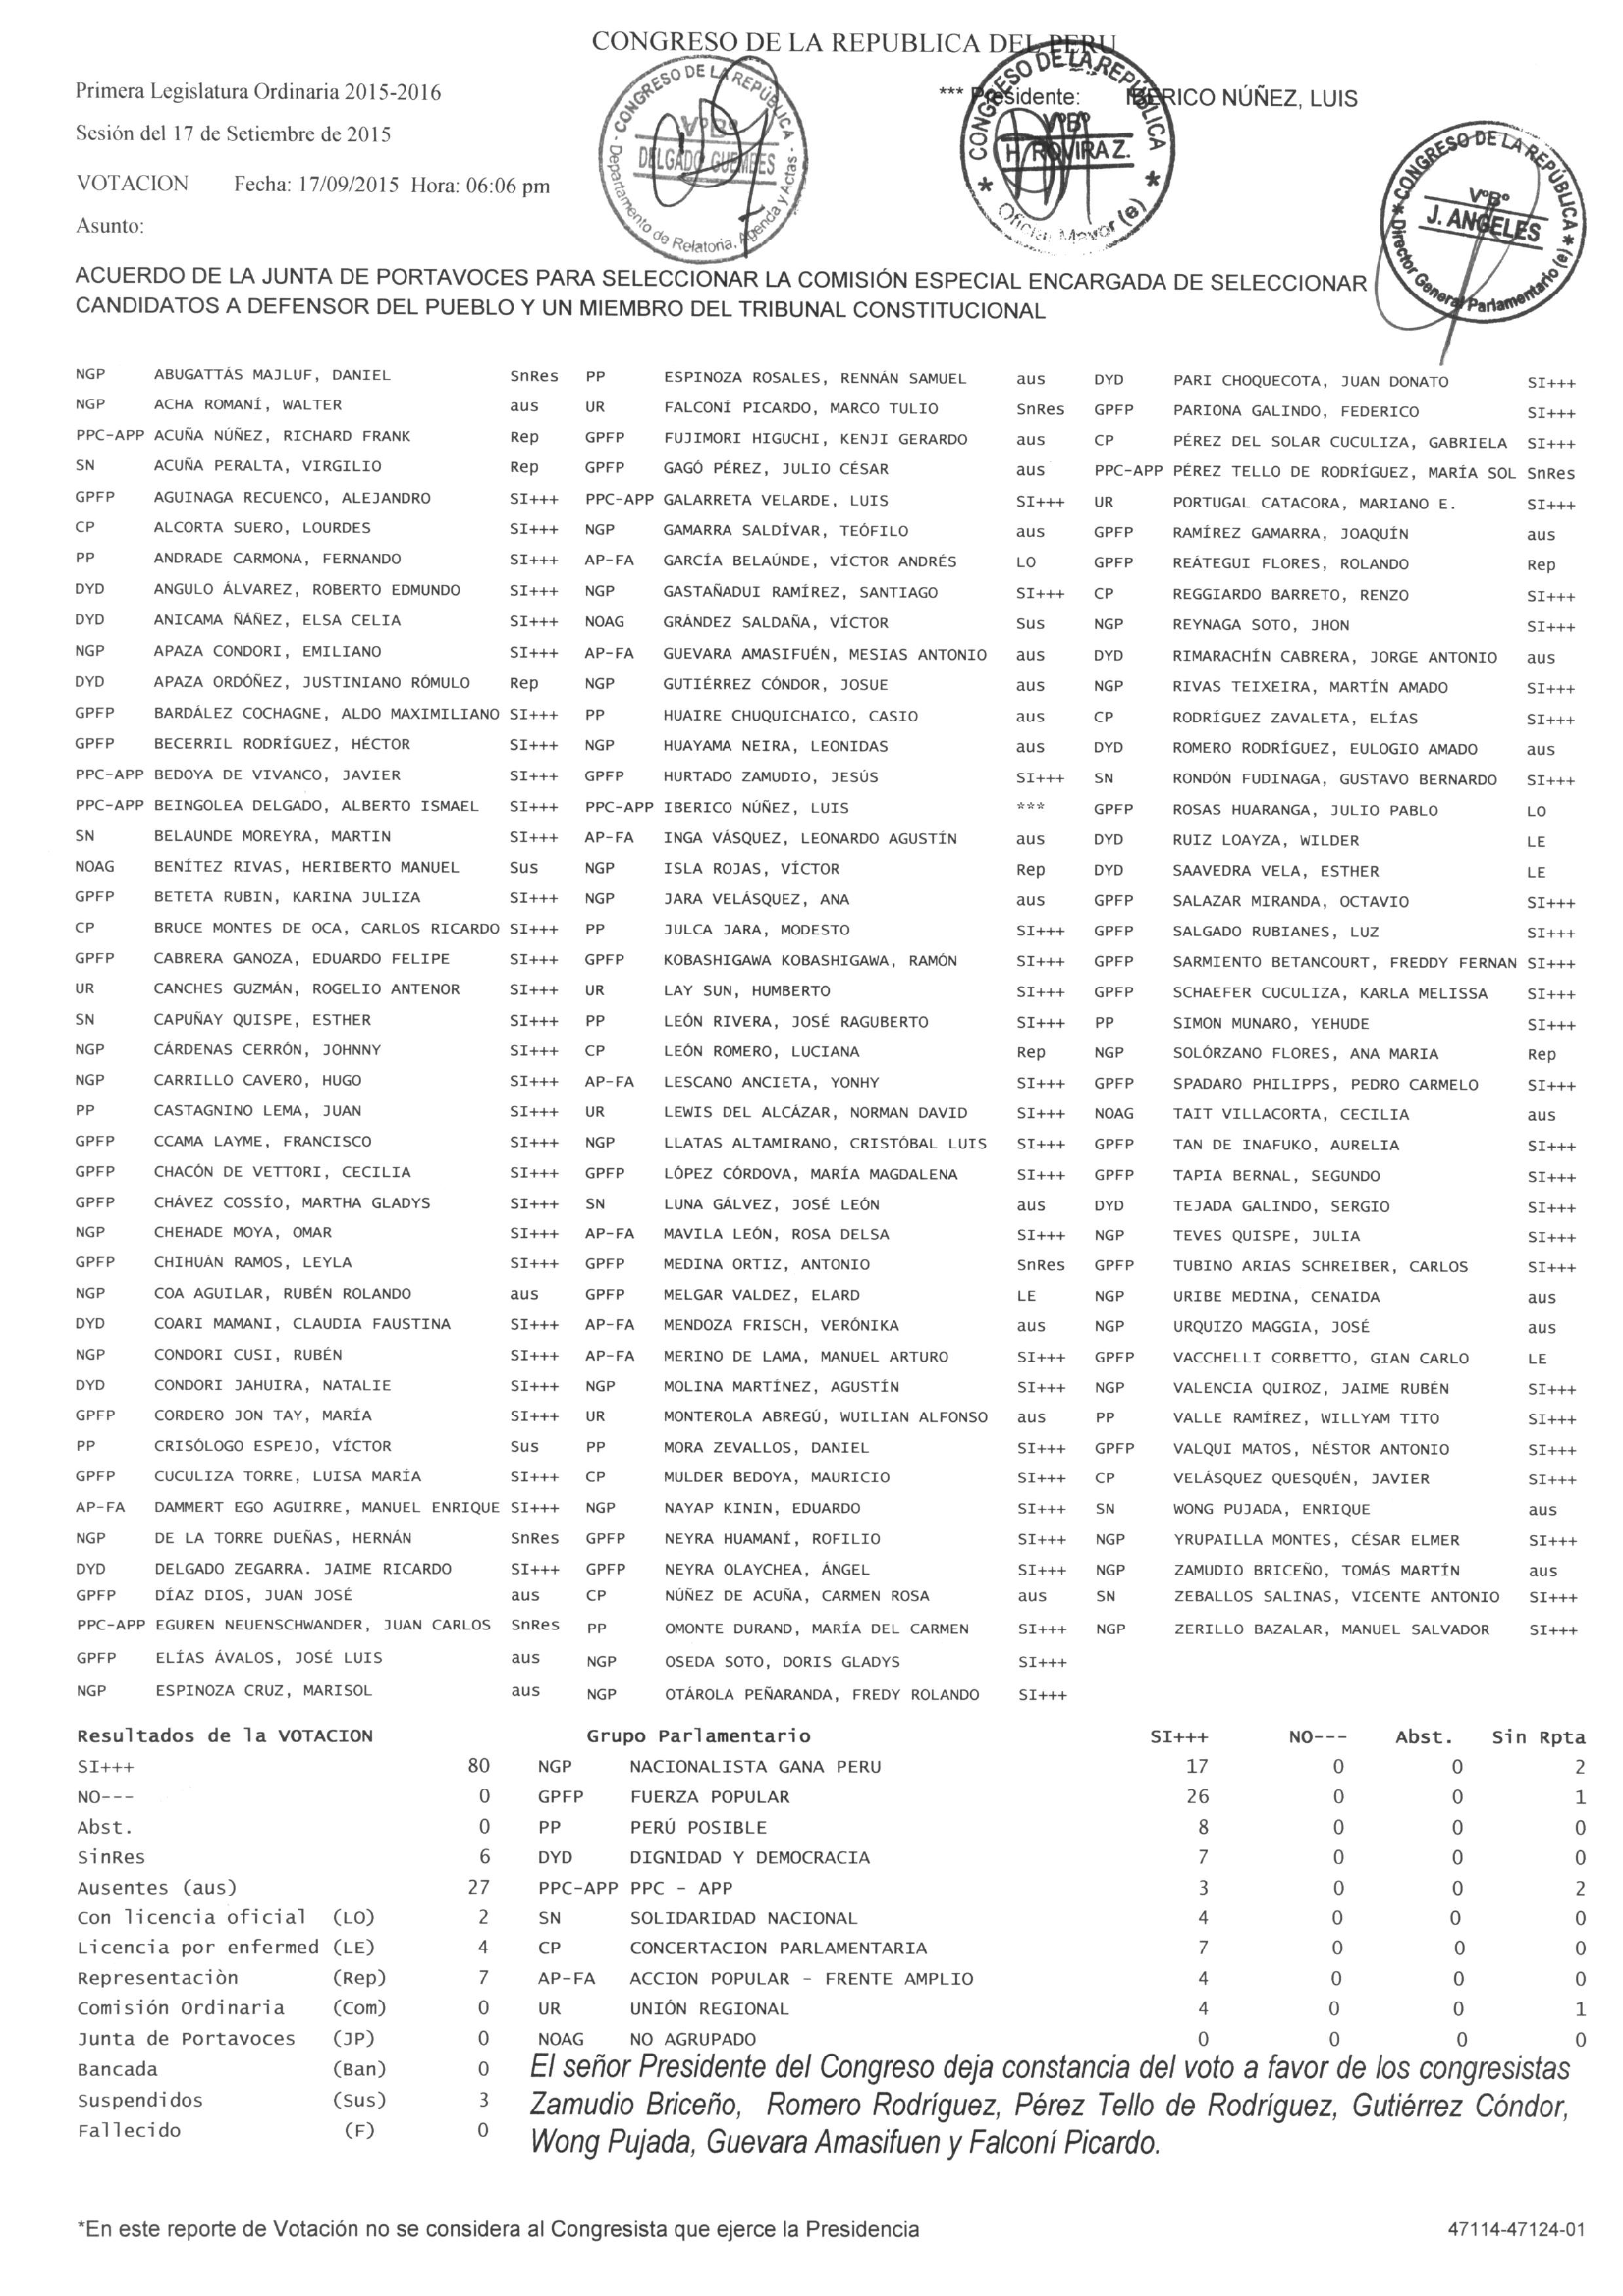 CONGRESO DE LA REPUBLICA DEL PERU
Primera Legislatura Ordinaria 2015-2016
*** Presidente: IBERICO NÚÑEZ, LUIS
Sesión del 17 de Setiembre de 2015
VOTACION Fecha: 17/09/2015 Hora: 06:06 pm
Asunto:
CONGRESO DE LA REPÚBLICA - Departamento de Relatoría, Agenda y Actas -
VºBº
DELGADO GUEMBES
CONGRESO DE LA REPÚBLICA * Oficial Mayor (e) *
VºBº
H. ROVIRA Z.
CONGRESO DE LA REPÚBLICA * Director General Parlamentario (e) *
VºBº
J. ANGELES
ACUERDO DE LA JUNTA DE PORTAVOCES PARA SELECCIONAR LA COMISIÓN ESPECIAL ENCARGADA DE SELECCIONAR
CANDIDATOS A DEFENSOR DEL PUEBLO Y UN MIEMBRO DEL TRIBUNAL CONSTITUCIONAL
NGP ABUGATTÁS MAJLUF, DANIEL SnRes PP ESPINOZA ROSALES, RENNÁN SAMUEL aus DYD PARI CHOQUECOTA, JUAN DONATO SI+++
NGP ACHA ROMANÍ, WALTER aus UR FALCONÍ PICARDO, MARCO TULIO SnRes GPFP PARIONA GALINDO, FEDERICO SI+++
PPC-APP ACUÑA NÚÑEZ, RICHARD FRANK Rep GPFP FUJIMORI HIGUCHI, KENJI GERARDO aus CP PÉREZ DEL SOLAR CUCULIZA, GABRIELA SI+++
SN ACUÑA PERALTA, VIRGILIO Rep GPFP GAGÓ PÉREZ, JULIO CÉSAR aus PPC-APP PÉREZ TELLO DE RODRÍGUEZ, MARÍA SOL SnRes
GPFP AGUINAGA RECUENCO, ALEJANDRO SI+++ PPC-APP GALARRETA VELARDE, LUIS SI+++ UR PORTUGAL CATACORA, MARIANO E. SI+++
CP ALCORTA SUERO, LOURDES SI+++ NGP GAMARRA SALDÍVAR, TEÓFILO aus GPFP RAMÍREZ GAMARRA, JOAQUÍN aus
PP ANDRADE CARMONA, FERNANDO SI+++ AP-FA GARCÍA BELAÚNDE, VÍCTOR ANDRÉS LO GPFP REÁTEGUI FLORES, ROLANDO Rep
DYD ANGULO ÁLVAREZ, ROBERTO EDMUNDO SI+++ NGP GASTAÑADUI RAMÍREZ, SANTIAGO SI+++ CP REGGIARDO BARRETO, RENZO SI+++
DYD ANICAMA ÑÁÑEZ, ELSA CELIA SI+++ NOAG GRÁNDEZ SALDAÑA, VÍCTOR Sus NGP REYNAGA SOTO, JHON SI+++
NGP APAZA CONDORI, EMILIANO SI+++ AP-FA GUEVARA AMASIFUÉN, MESIAS ANTONIO aus DYD RIMARACHÍN CABRERA, JORGE ANTONIO aus
DYD APAZA ORDÓÑEZ, JUSTINIANO RÓMULO Rep NGP GUTIÉRREZ CÓNDOR, JOSUE aus NGP RIVAS TEIXEIRA, MARTÍN AMADO SI+++
GPFP BARDÁLEZ COCHAGNE, ALDO MAXIMILIANO SI+++ PP HUAIRE CHUQUICHAICO, CASIO aus CP RODRÍGUEZ ZAVALETA, ELÍAS SI+++
GPFP BECERRIL RODRÍGUEZ, HÉCTOR SI+++ NGP HUAYAMA NEIRA, LEONIDAS aus DYD ROMERO RODRÍGUEZ, EULOGIO AMADO aus
PPC-APP BEDOYA DE VIVANCO, JAVIER SI+++ GPFP HURTADO ZAMUDIO, JESÚS SI+++ SN RONDÓN FUDINAGA, GUSTAVO BERNARDO SI+++
PPC-APP BEINGOLEA DELGADO, ALBERTO ISMAEL SI+++ PPC-APP IBERICO NÚÑEZ, LUIS *** GPFP ROSAS HUARANGA, JULIO PABLO LO
SN BELAUNDE MOREYRA, MARTIN SI+++ AP-FA INGA VÁSQUEZ, LEONARDO AGUSTÍN aus DYD RUIZ LOAYZA, WILDER LE
NOAG BENÍTEZ RIVAS, HERIBERTO MANUEL Sus NGP ISLA ROJAS, VÍCTOR Rep DYD SAAVEDRA VELA, ESTHER LE
GPFP BETETA RUBIN, KARINA JULIZA SI+++ NGP JARA VELÁSQUEZ, ANA aus GPFP SALAZAR MIRANDA, OCTAVIO SI+++
CP BRUCE MONTES DE OCA, CARLOS RICARDO SI+++ PP JULCA JARA, MODESTO SI+++ GPFP SALGADO RUBIANES, LUZ SI+++
GPFP CABRERA GANOZA, EDUARDO FELIPE SI+++ GPFP KOBASHIGAWA KOBASHIGAWA, RAMÓN SI+++ GPFP SARMIENTO BETANCOURT, FREDDY FERNAN SI+++
UR CANCHES GUZMÁN, ROGELIO ANTENOR SI+++ UR LAY SUN, HUMBERTO SI+++ GPFP SCHAEFER CUCULIZA, KARLA MELISSA SI+++
SN CAPUÑAY QUISPE, ESTHER SI+++ PP LEÓN RIVERA, JOSÉ RAGUBERTO SI+++ PP SIMON MUNARO, YEHUDE SI+++
NGP CÁRDENAS CERRÓN, JOHNNY SI+++ CP LEÓN ROMERO, LUCIANA Rep NGP SOLÓRZANO FLORES, ANA MARIA Rep
NGP CARRILLO CAVERO, HUGO SI+++ AP-FA LESCANO ANCIETA, YONHY SI+++ GPFP SPADARO PHILIPPS, PEDRO CARMELO SI+++
PP CASTAGNINO LEMA, JUAN SI+++ UR LEWIS DEL ALCÁZAR, NORMAN DAVID SI+++ NOAG TAIT VILLACORTA, CECILIA aus
GPFP CCAMA LAYME, FRANCISCO SI+++ NGP LLATAS ALTAMIRANO, CRISTÓBAL LUIS SI+++ GPFP TAN DE INAFUKO, AURELIA SI+++
GPFP CHACÓN DE VETTORI, CECILIA SI+++ GPFP LÓPEZ CÓRDOVA, MARÍA MAGDALENA SI+++ GPFP TAPIA BERNAL, SEGUNDO SI+++
GPFP CHÁVEZ COSSÍO, MARTHA GLADYS SI+++ SN LUNA GÁLVEZ, JOSÉ LEÓN aus DYD TEJADA GALINDO, SERGIO SI+++
NGP CHEHADE MOYA, OMAR SI+++ AP-FA MAVILA LEÓN, ROSA DELSA SI+++ NGP TEVES QUISPE, JULIA SI+++
GPFP CHIHUÁN RAMOS, LEYLA SI+++ GPFP MEDINA ORTIZ, ANTONIO SnRes GPFP TUBINO ARIAS SCHREIBER, CARLOS SI+++
NGP COA AGUILAR, RUBÉN ROLANDO aus GPFP MELGAR VALDEZ, ELARD LE NGP URIBE MEDINA, CENAIDA aus
DYD COARI MAMANI, CLAUDIA FAUSTINA SI+++ AP-FA MENDOZA FRISCH, VERÓNIKA aus NGP URQUIZO MAGGIA, JOSÉ aus
NGP CONDORI CUSI, RUBÉN SI+++ AP-FA MERINO DE LAMA, MANUEL ARTURO SI+++ GPFP VACCHELLI CORBETTO, GIAN CARLO LE
DYD CONDORI JAHUIRA, NATALIE SI+++ NGP MOLINA MARTÍNEZ, AGUSTÍN SI+++ NGP VALENCIA QUIROZ, JAIME RUBÉN SI+++
GPFP CORDERO JON TAY, MARÍA SI+++ UR MONTEROLA ABREGÚ, WUILIAN ALFONSO aus PP VALLE RAMÍREZ, WILLYAM TITO SI+++
PP CRISÓLOGO ESPEJO, VÍCTOR Sus PP MORA ZEVALLOS, DANIEL SI+++ GPFP VALQUI MATOS, NÉSTOR ANTONIO SI+++
GPFP CUCULIZA TORRE, LUISA MARÍA SI+++ CP MULDER BEDOYA, MAURICIO SI+++ CP VELÁSQUEZ QUESQUÉN, JAVIER SI+++
AP-FA DAMMERT EGO AGUIRRE, MANUEL ENRIQUE SI+++ NGP NAYAP KININ, EDUARDO SI+++ SN WONG PUJADA, ENRIQUE aus
NGP DE LA TORRE DUEÑAS, HERNÁN SnRes GPFP NEYRA HUAMANÍ, ROFILIO SI+++ NGP YRUPAILLA MONTES, CÉSAR ELMER SI+++
DYD DELGADO ZEGARRA. JAIME RICARDO SI+++ GPFP NEYRA OLAYCHEA, ÁNGEL SI+++ NGP ZAMUDIO BRICEÑO, TOMÁS MARTÍN aus
GPFP DÍAZ DIOS, JUAN JOSÉ aus CP NÚÑEZ DE ACUÑA, CARMEN ROSA aus SN ZEBALLOS SALINAS, VICENTE ANTONIO SI+++
PPC-APP EGUREN NEUENSCHWANDER, JUAN CARLOS SnRes PP OMONTE DURAND, MARÍA DEL CARMEN SI+++ NGP ZERILLO BAZALAR, MANUEL SALVADOR SI+++
GPFP ELÍAS ÁVALOS, JOSÉ LUIS aus NGP OSEDA SOTO, DORIS GLADYS SI+++
NGP ESPINOZA CRUZ, MARISOL aus NGP OTÁROLA PEÑARANDA, FREDY ROLANDO SI+++
Resultados de la VOTACION Grupo Parlamentario SI+++ NO--- Abst. Sin Rpta
SI+++ 80 NGP NACIONALISTA GANA PERU 17 0 0 2
NO--- 0 GPFP FUERZA POPULAR 26 0 0 1
Abst. 0 PP PERÚ POSIBLE 8 0 0 0
SinRes 6 DYD DIGNIDAD Y DEMOCRACIA 7 0 0 0
Ausentes (aus) 27 PPC-APP PPC - APP 3 0 0 2
Con licencia oficial (LO) 2 SN SOLIDARIDAD NACIONAL 4 0 0 0
Licencia por enfermed (LE) 4 CP CONCERTACION PARLAMENTARIA 7 0 0 0
Representaciòn (Rep) 7 AP-FA ACCION POPULAR - FRENTE AMPLIO 4 0 0 0
Comisión Ordinaria (Com) 0 UR UNIÓN REGIONAL 4 0 0 1
Junta de Portavoces (JP) 0 NOAG NO AGRUPADO 0 0 0 0
Bancada (Ban) 0
Suspendidos (Sus) 3
Fallecido (F) 0
El señor Presidente del Congreso deja constancia del voto a favor de los congresistas
Zamudio Briceño, Romero Rodríguez, Pérez Tello de Rodríguez, Gutiérrez Cóndor,
Wong Pujada, Guevara Amasifuen y Falconí Picardo.
*En este reporte de Votación no se considera al Congresista que ejerce la Presidencia
47114-47124-01